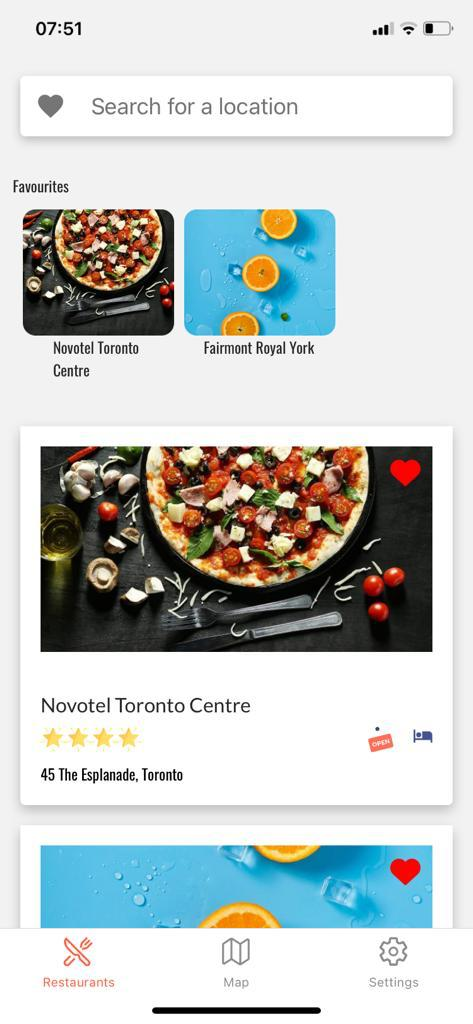 07:51
Search for a location
Favourites
Novotel Toronto
Centre
Fairmont Royal York
Novotel Toronto Centre
OPEN
45 The Esplanade, Toronto
Restaurants
Map
Settings